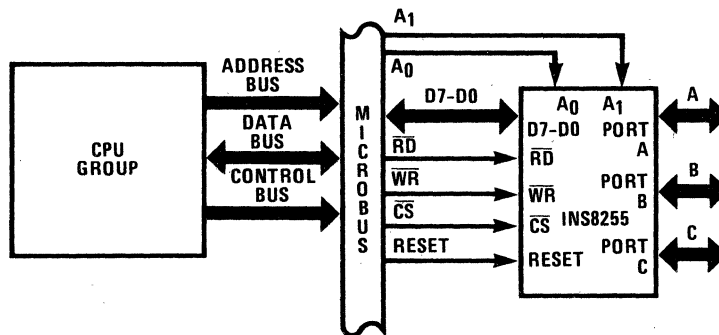 A1
A0
ADDRESS
BUS
DATA
BUS
CONTROL
BUS
CPU
GROUP
MICROBUS
D7-D0
RD
WR
CS
RESET
A0 A1
D7-D0
RD
WR
CS
RESET
INS8255
PORT
A
PORT
B
PORT
C
A
B
C